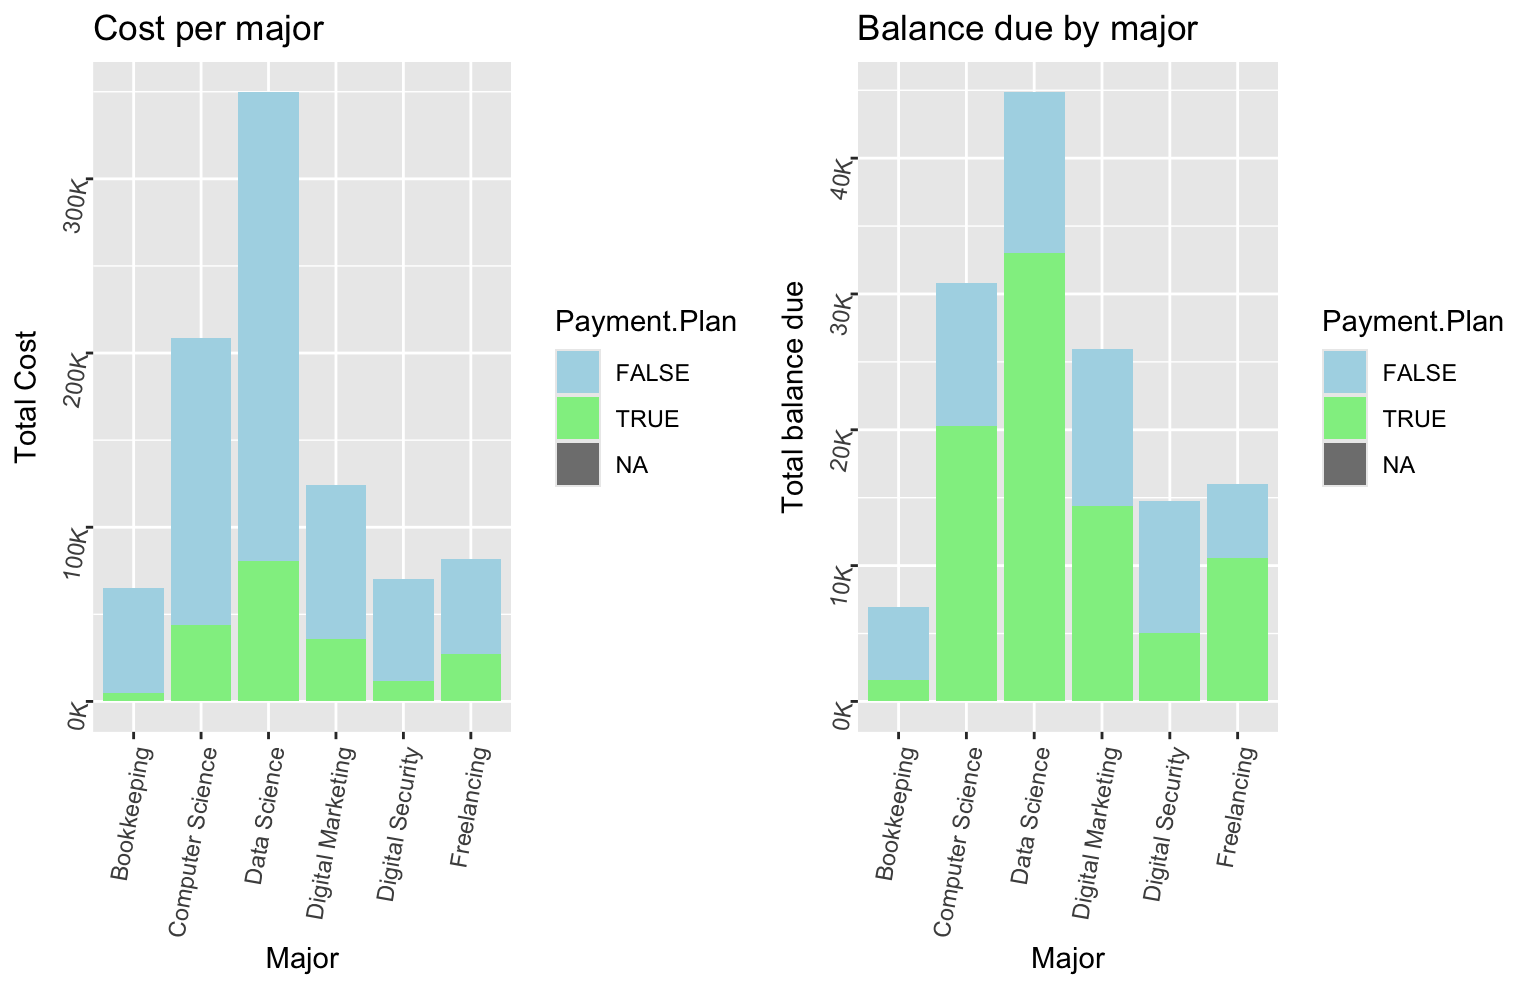 Cost per major
Total Cost
300K
200K
100K
0K
Bookkeeping
Computer Science
Data Science
Digital Marketing
Digital Security
Freelancing
Major
Payment.Plan
FALSE
TRUE
NA
Balance due by major
Total balance due
40K
30K
20K
10K
0K
Bookkeeping
Computer Science
Data Science
Digital Marketing
Digital Security
Freelancing
Major
Payment.Plan
FALSE
TRUE
NA